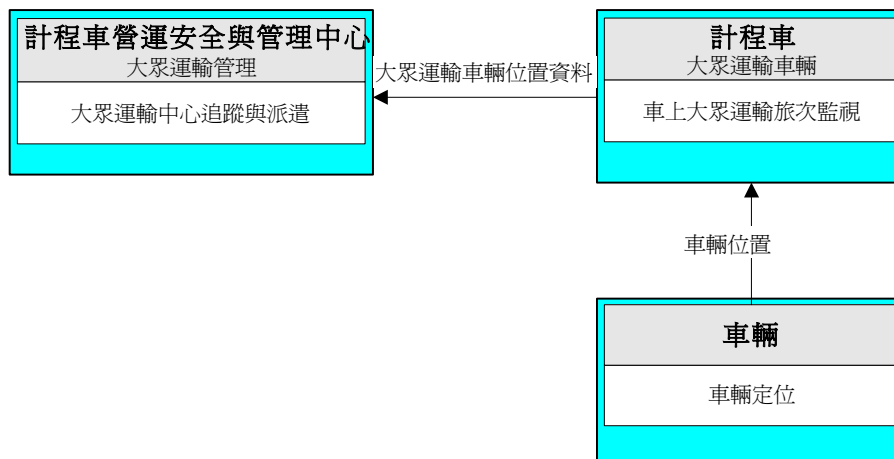 計程車營運安全與管理中心
大眾運輸管理
大眾運輸中心追蹤與派遣
大眾運輸車輛位置資料
計程車
大眾運輸車輛
車上大眾運輸旅次監視
車輛位置
車輛
車輛定位